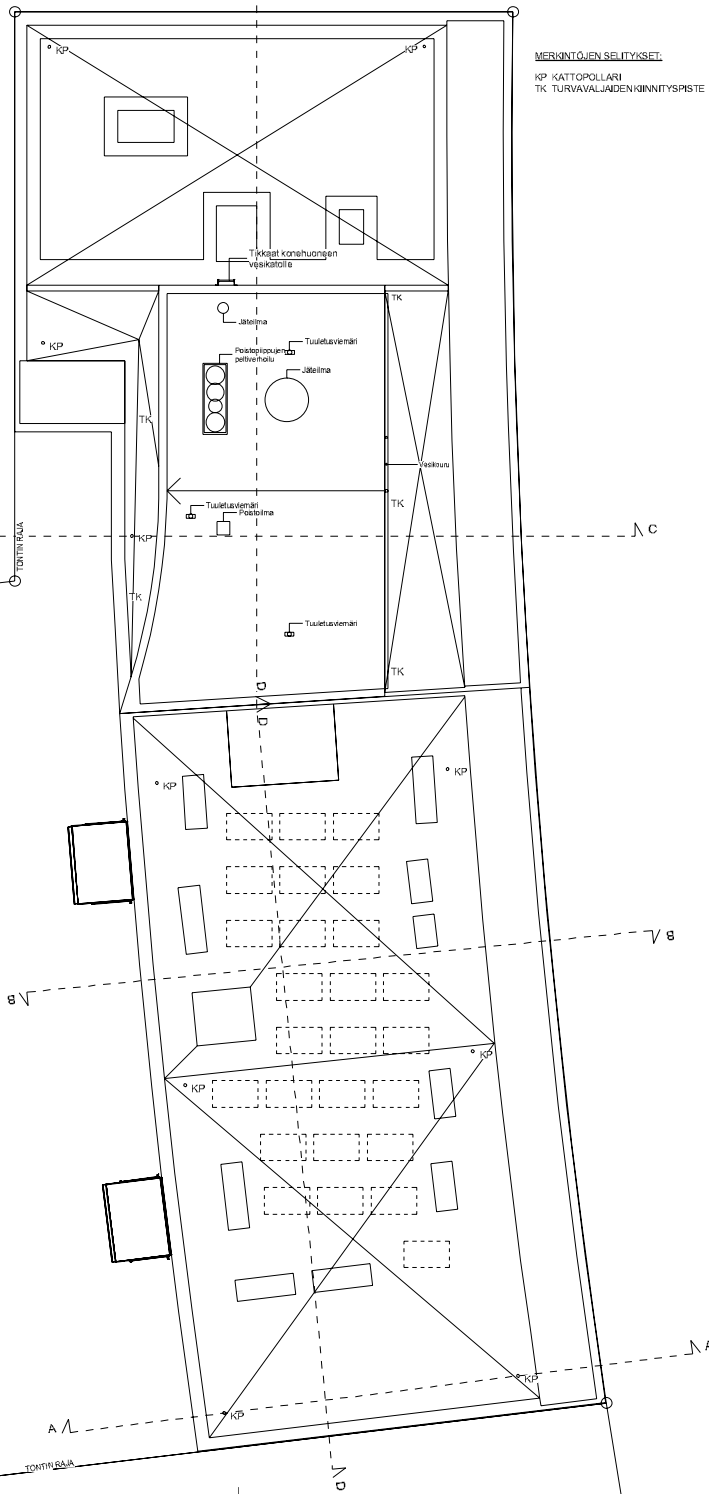 KP
KP
MERKINTÖJEN SELITYKSET:
KP KATTOPOLLARI
TK TURVAVALJAIDEN KIINNITYSPISTE
Tikkaat konehuoneen
vesikatolle
TK
Jäteilma
KP
Tuuletusviemäri
Poistopiippujen
peltiverhoilu
Jäteilma
TK
Vesikouru
TK
Tuuletusviemäri
Poistoilma
TONTIN RAJA
KP
C
TK
Tuuletusviemäri
TK
D
D
KP
KP
B
B
KP
KP
A
KP
KP
A
TONTIN RAJA
D